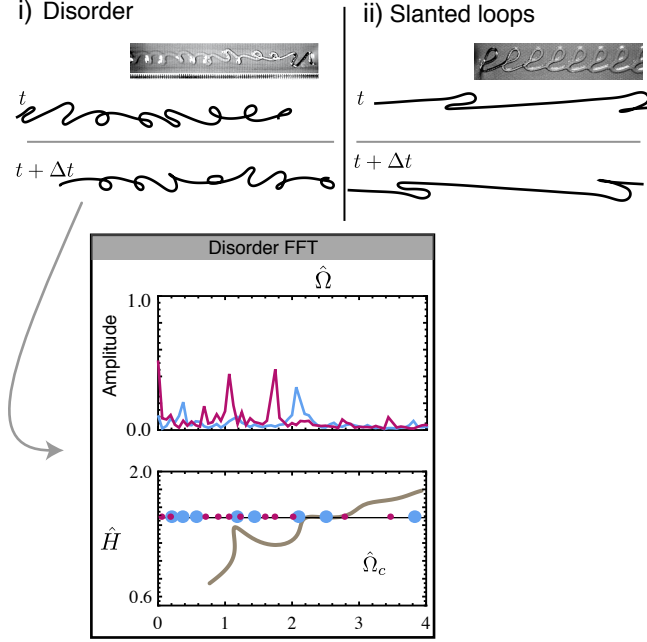 i) Disorder
ii) Slanted loops
t
t
t + Δt
t + Δt
Disorder FFT
Ω̂
1.0
Amplitude
0.0
2.0
Ĥ
Ω̂c
0.6
0 1 2 3 4